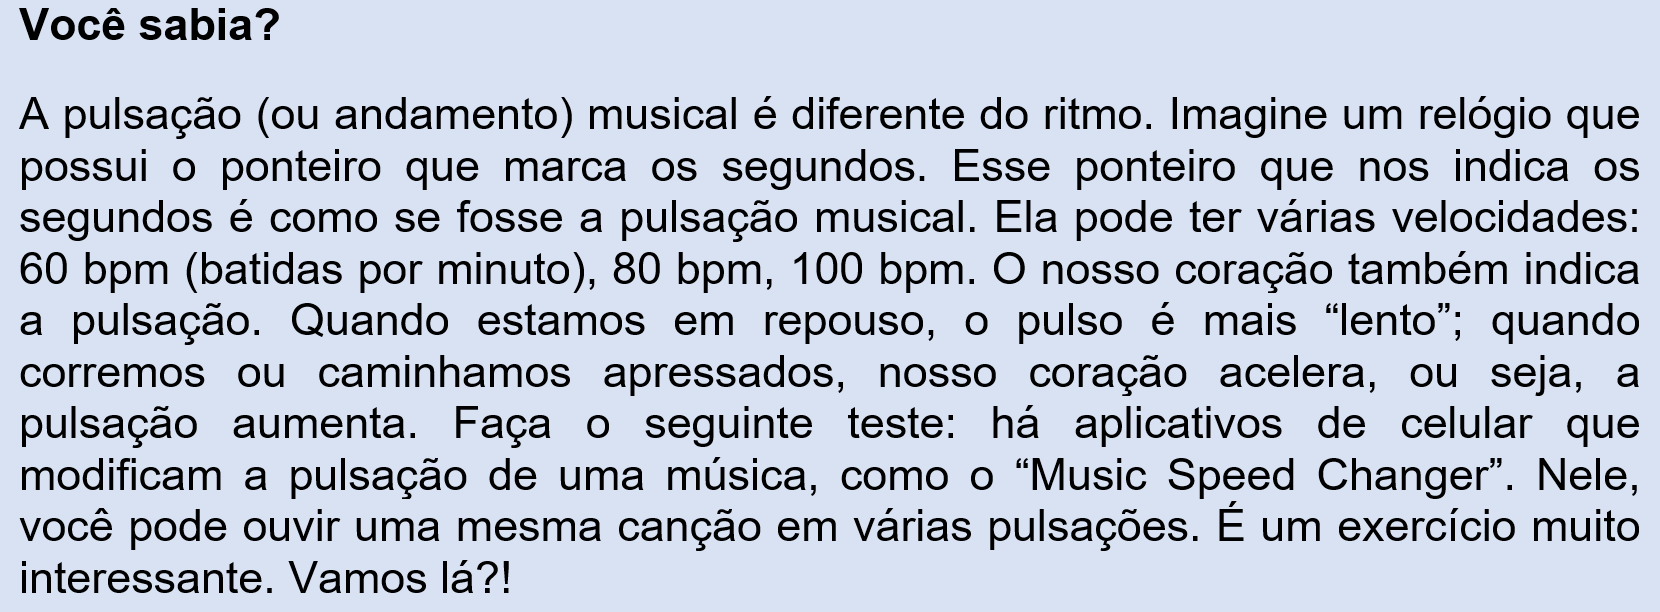 Você sabia?
A pulsação (ou andamento) musical é diferente do ritmo. Imagine um relógio que
possui o ponteiro que marca os segundos. Esse ponteiro que nos indica os
segundos é como se fosse a pulsação musical. Ela pode ter várias velocidades:
60 bpm (batidas por minuto), 80 bpm, 100 bpm. O nosso coração também indica
a pulsação. Quando estamos em repouso, o pulso é mais “lento”; quando
corremos ou caminhamos apressados, nosso coração acelera, ou seja, a
pulsação aumenta. Faça o seguinte teste: há aplicativos de celular que
modificam a pulsação de uma música, como o “Music Speed Changer”. Nele,
você pode ouvir uma mesma canção em várias pulsações. É um exercício muito
interessante. Vamos lá?!